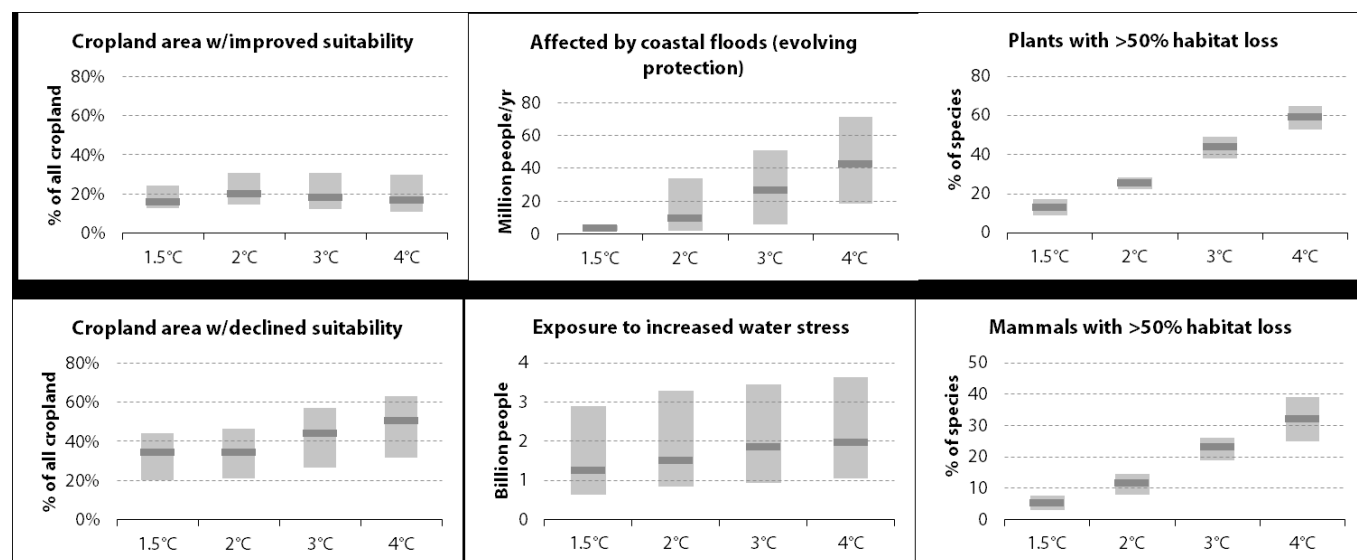 Cropland area w/improved suitability
% of all cropland
80%
60%
40%
20%
0%
1.5°C 2°C 3°C 4°C
Affected by coastal floods (evolving
protection)
Million people/yr
80
60
40
20
0
1.5°C 2°C 3°C 4°C
Plants with >50% habitat loss
% of species
80
60
40
20
0
1.5°C 2°C 3°C 4°C
Cropland area w/declined suitability
% of all cropland
80%
60%
40%
20%
0%
1.5°C 2°C 3°C 4°C
Exposure to increased water stress
Billion people
4
3
2
1
0
1.5°C 2°C 3°C 4°C
Mammals with >50% habitat loss
% of species
50
40
30
20
10
0
1.5°C 2°C 3°C 4°C